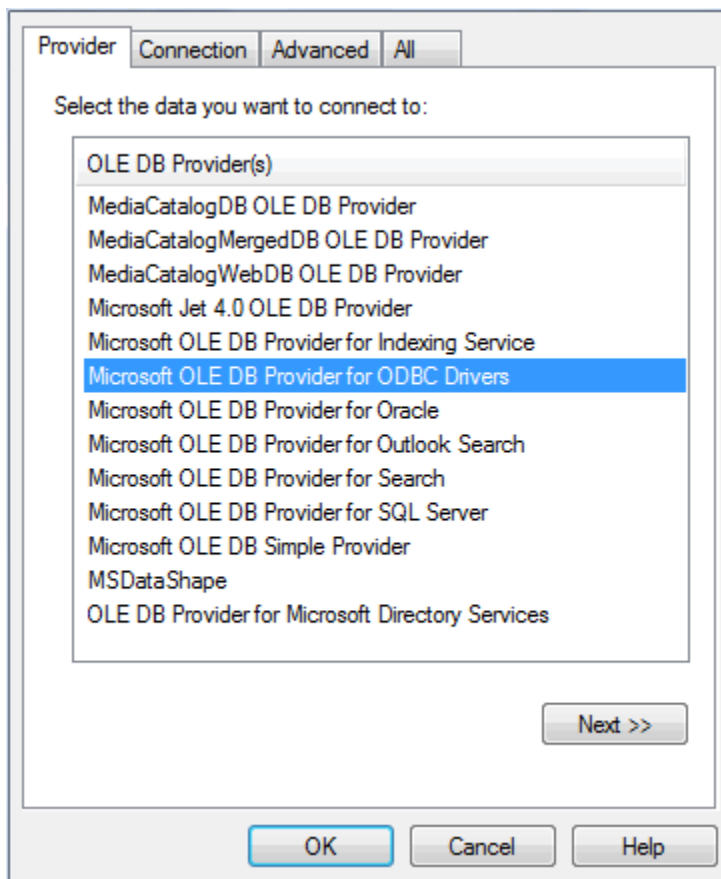 Provider Connection Advanced All
Select the data you want to connect to:
OLE DB Provider(s)
MediaCatalogDB OLE DB Provider
MediaCatalogMergedDB OLE DB Provider
MediaCatalogWebDB OLE DB Provider
Microsoft Jet 4.0 OLE DB Provider
Microsoft OLE DB Provider for Indexing Service
Microsoft OLE DB Provider for ODBC Drivers
Microsoft OLE DB Provider for Oracle
Microsoft OLE DB Provider for Outlook Search
Microsoft OLE DB Provider for Search
Microsoft OLE DB Provider for SQL Server
Microsoft OLE DB Simple Provider
MSDataShape
OLE DB Provider for Microsoft Directory Services
Next >>
OK Cancel Help